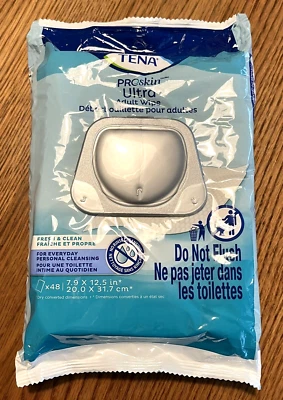 TENA
PROskin™
Ultra
Adult Wipe
pour adultes
FRESH & CLEAN
FRAÎCHE ET PROPRE
FOR EVERYDAY
PERSONAL CLEANSING
POUR UNE TOILETTE
INTIME AU QUOTIDIEN
Do Not Flush
Ne pas jeter dans
les toilettes
x48
7.9 X 12.5 in*
20.0 X 31.7 cm*